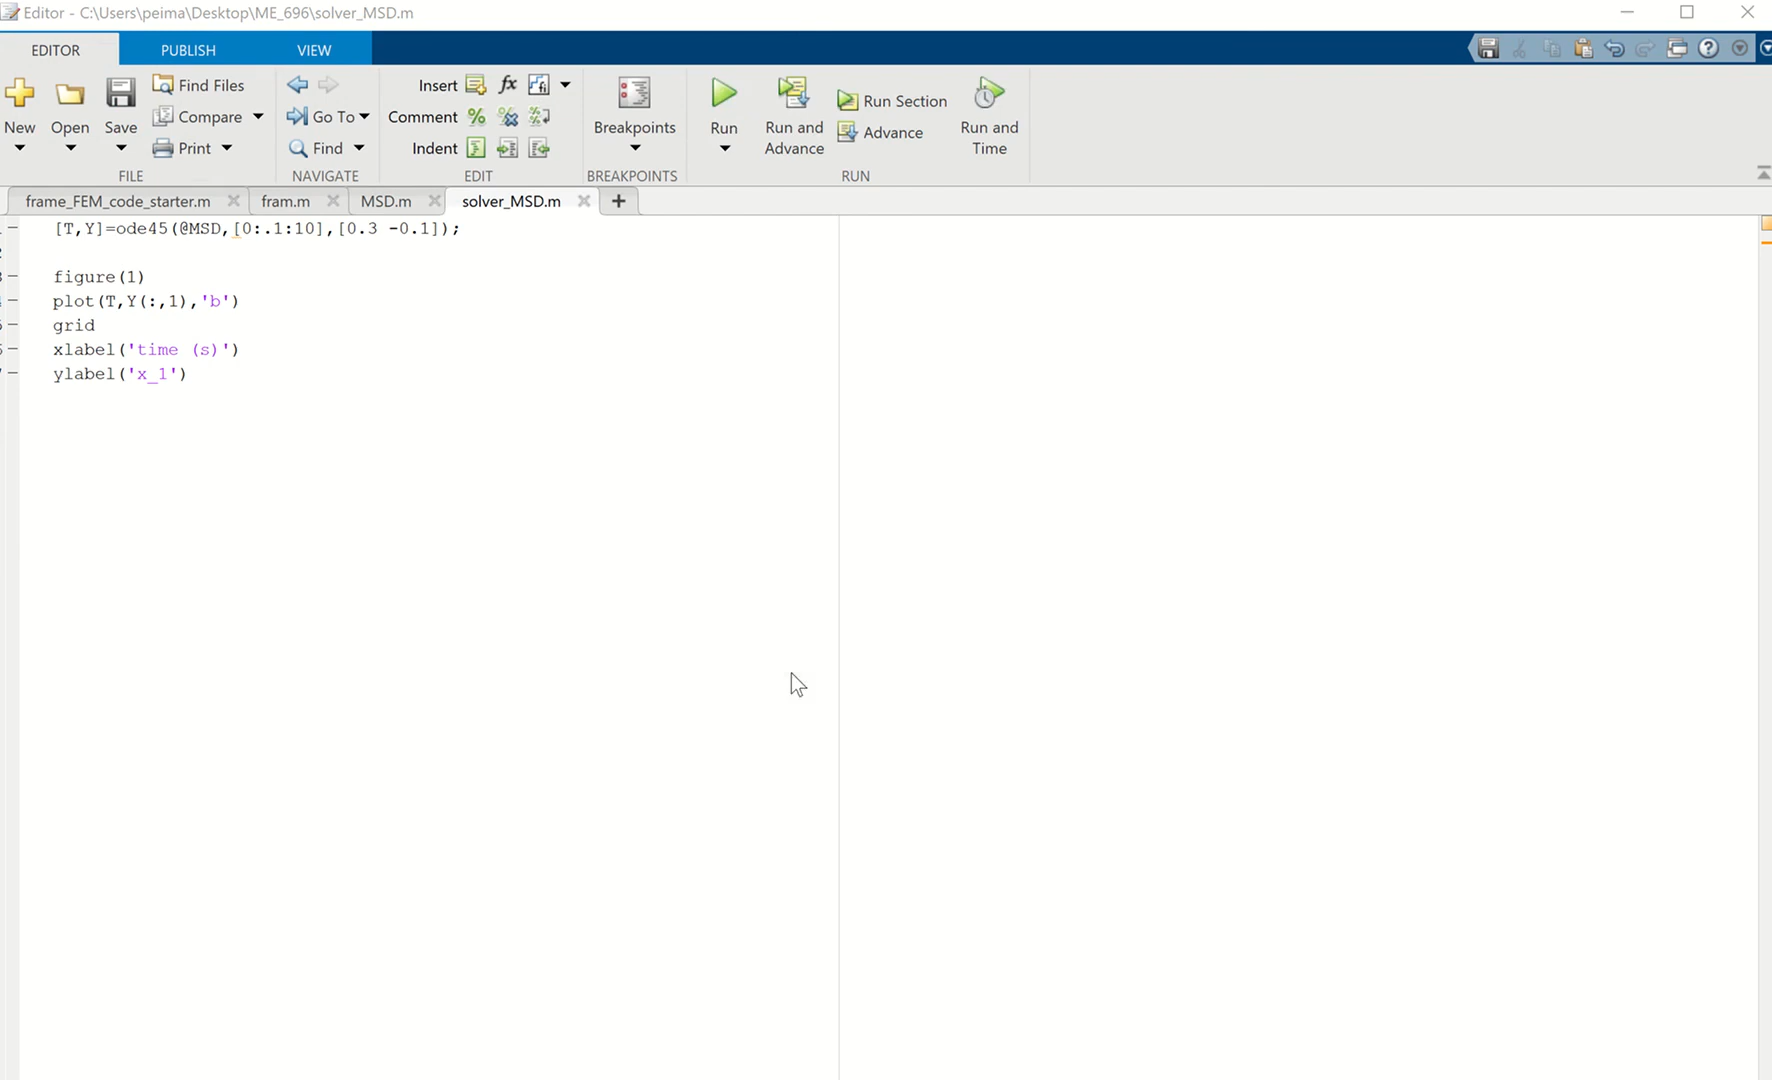 Editor - C:\Users\peima\Desktop\ME_696\solver_MSD.m
EDITOR PUBLISH VIEW
New
Open
Save
Find Files
Compare
Print
FILE
Go To
Find
NAVIGATE
Insert fx
Comment %
Indent
EDIT
Breakpoints
BREAKPOINTS
Run
Run and
Advance
Run Section
Advance
Run and
Time
RUN
frame_FEM_code_starter.m fram.m MSD.m solver_MSD.m +
[T,Y]=ode45(@MSD,[0:.1:10],[0.3 -0.1]);
figure(1)
plot(T,Y(:,1),'b')
grid
xlabel('time (s)')
ylabel('x_1')